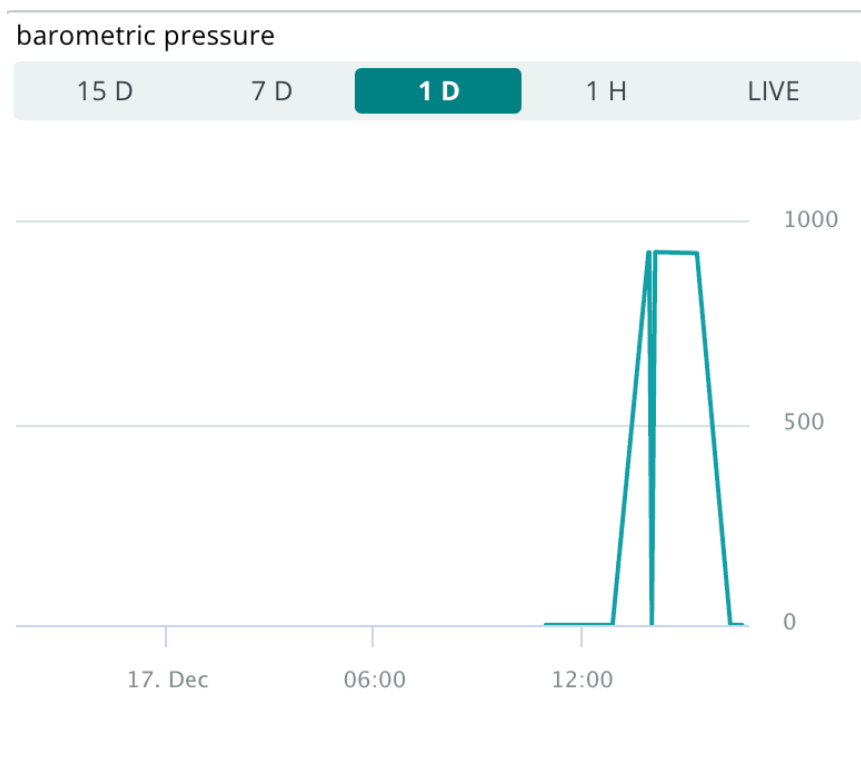 barometric pressure
15 D 7 D 1 D 1 H LIVE
1000
500
0
17. Dec 06:00 12:00